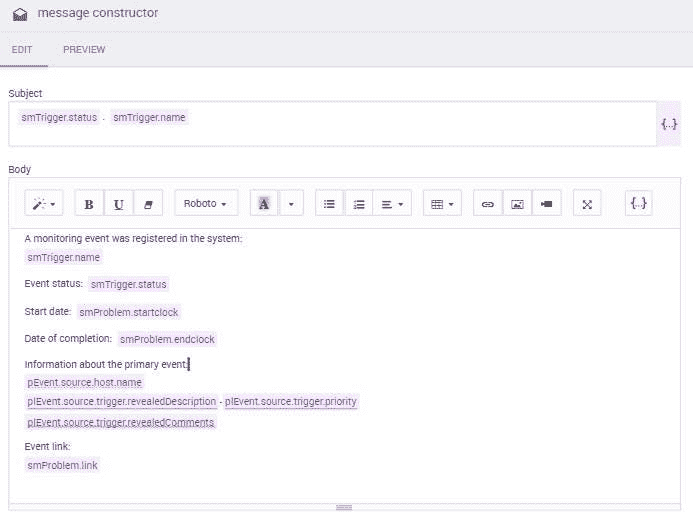 message constructor
EDIT PREVIEW
Subject
smTrigger.status . smTrigger.name
{..}
Body
B U Roboto A {..}
A monitoring event was registered in the system:
smTrigger.name
Event status: smTrigger.status
Start date: smProblem.startclock
Date of completion: smProblem.endclock
Information about the primary event:
pEvent.source.host.name
plEvent.source.trigger.revealedDescription - plEvent.source.trigger.priority
plEvent.source.trigger.revealedComments
Event link:
smProblem.link